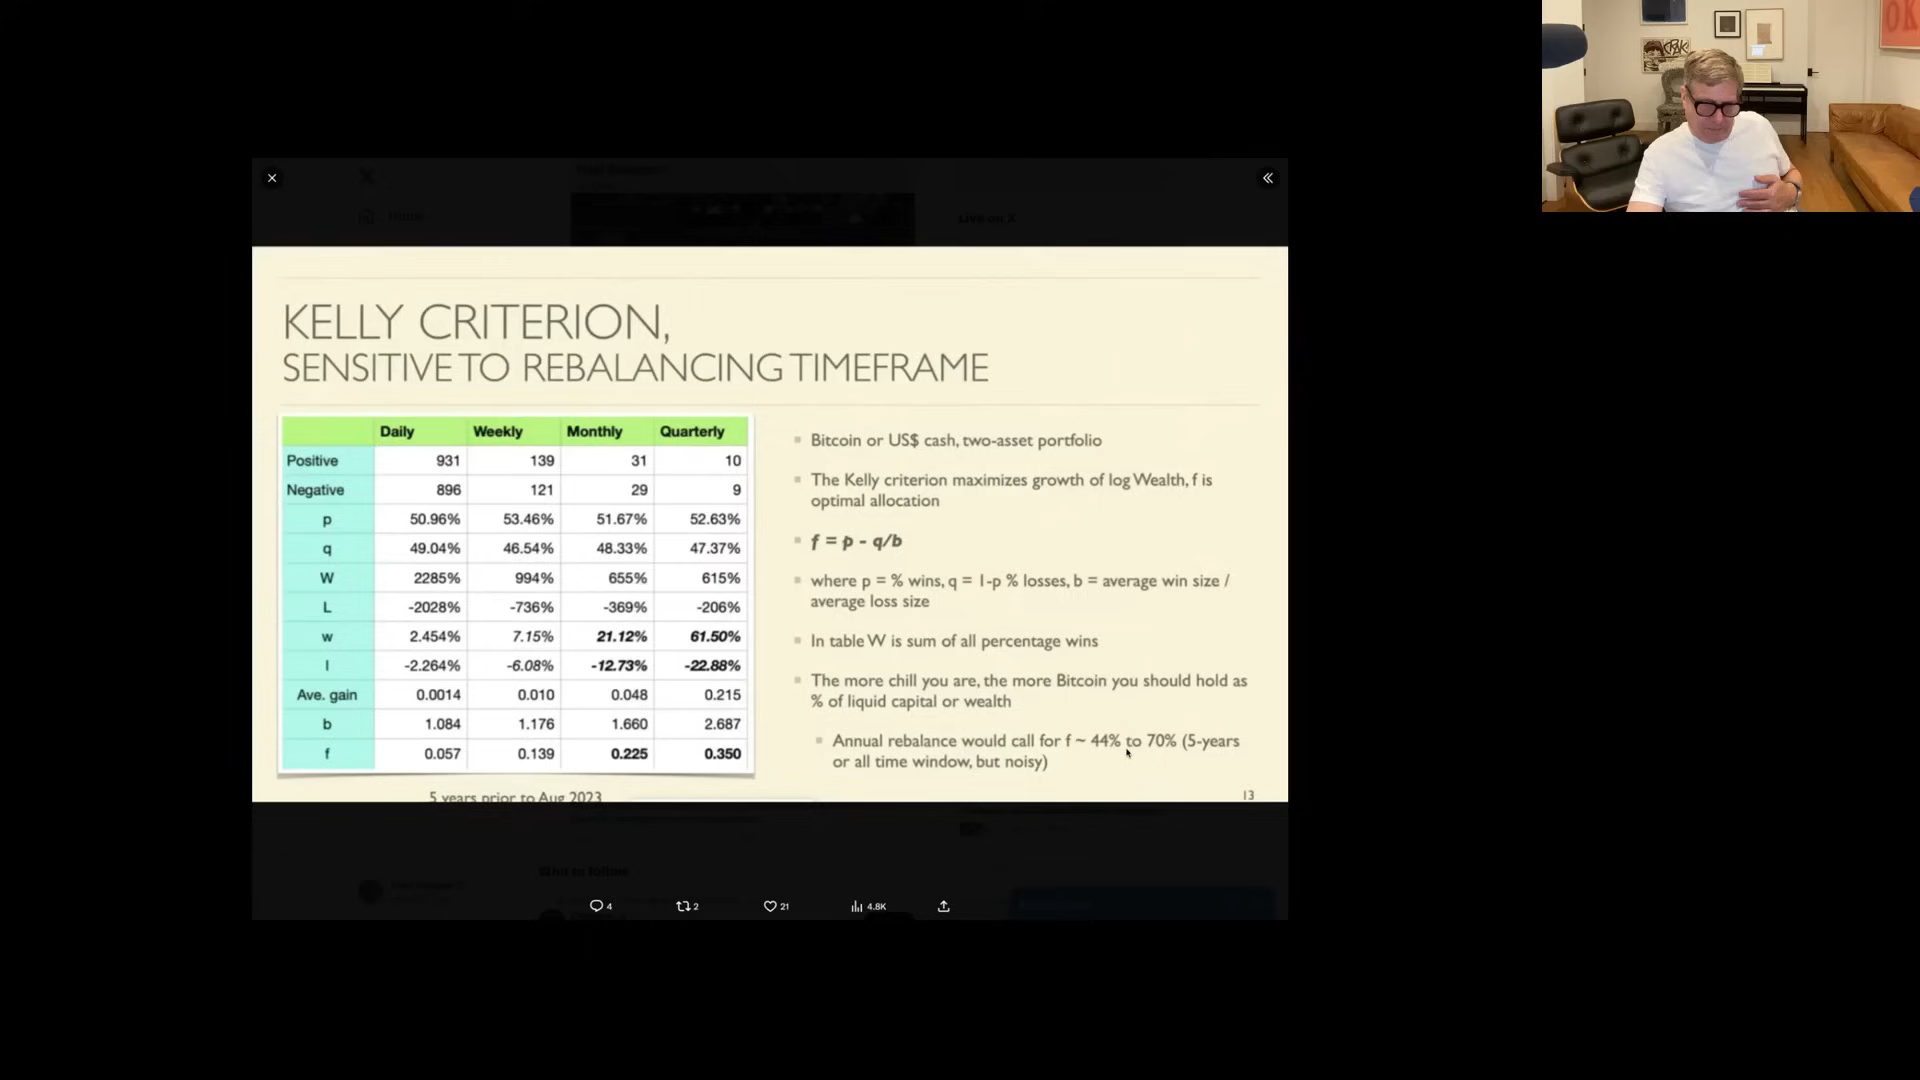 Live on X
KELLY CRITERION,
SENSITIVE TO REBALANCING TIMEFRAME
Daily Weekly Monthly Quarterly
Positive 931 139 31 10
Negative 896 121 29 9
p 50.96% 53.46% 51.67% 52.63%
q 49.04% 46.54% 48.33% 47.37%
W 2285% 994% 655% 615%
L -2028% -736% -369% -206%
w 2.454% 7.15% 21.12% 61.50%
l -2.264% -6.08% -12.73% -22.88%
Ave. gain 0.0014 0.010 0.048 0.215
b 1.084 1.176 1.660 2.687
f 0.057 0.139 0.225 0.350
5 years prior to Aug 2023
Bitcoin or US$ cash, two-asset portfolio
The Kelly criterion maximizes growth of log Wealth, f is
optimal allocation
f = p - q/b
where p = % wins, q = 1-p % losses, b = average win size /
average loss size
In table W is sum of all percentage wins
The more chill you are, the more Bitcoin you should hold as
% of liquid capital or wealth
Annual rebalance would call for f ~ 44% to 70% (5-years
or all time window, but noisy)
13
Who to follow
4 2 21 4.8K
OK